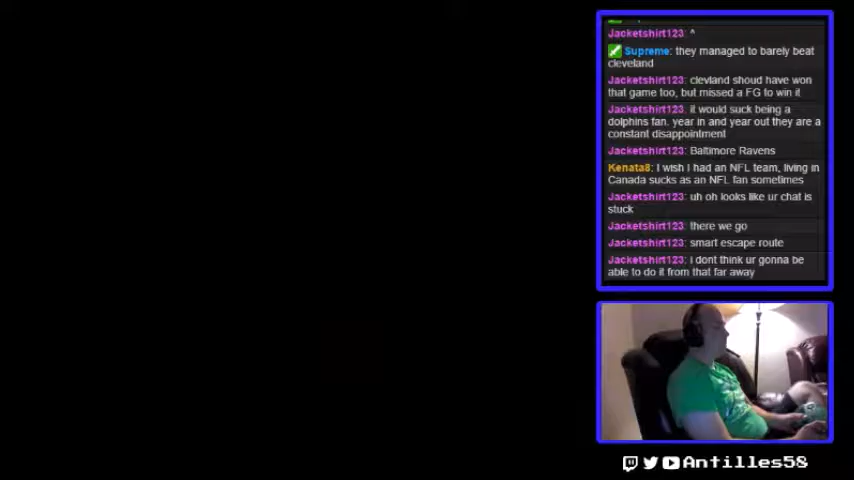 Jacketshirt123: ^
Supreme: they managed to barely beat
cleveland
Jacketshirt123: clevland shoud have won
that game too, but missed a FG to win it
Jacketshirt123: it would suck being a
dolphins fan. year in and year out they are a
constant disappointment
Jacketshirt123: Baltimore Ravens
Kenata8: I wish I had an NFL team, living in
Canada sucks as an NFL fan sometimes
Jacketshirt123: uh oh looks like ur chat is
stuck
Jacketshirt123: there we go
Jacketshirt123: smart escape route
Jacketshirt123: i dont think ur gonna be
able to do it from that far away
Antilles58